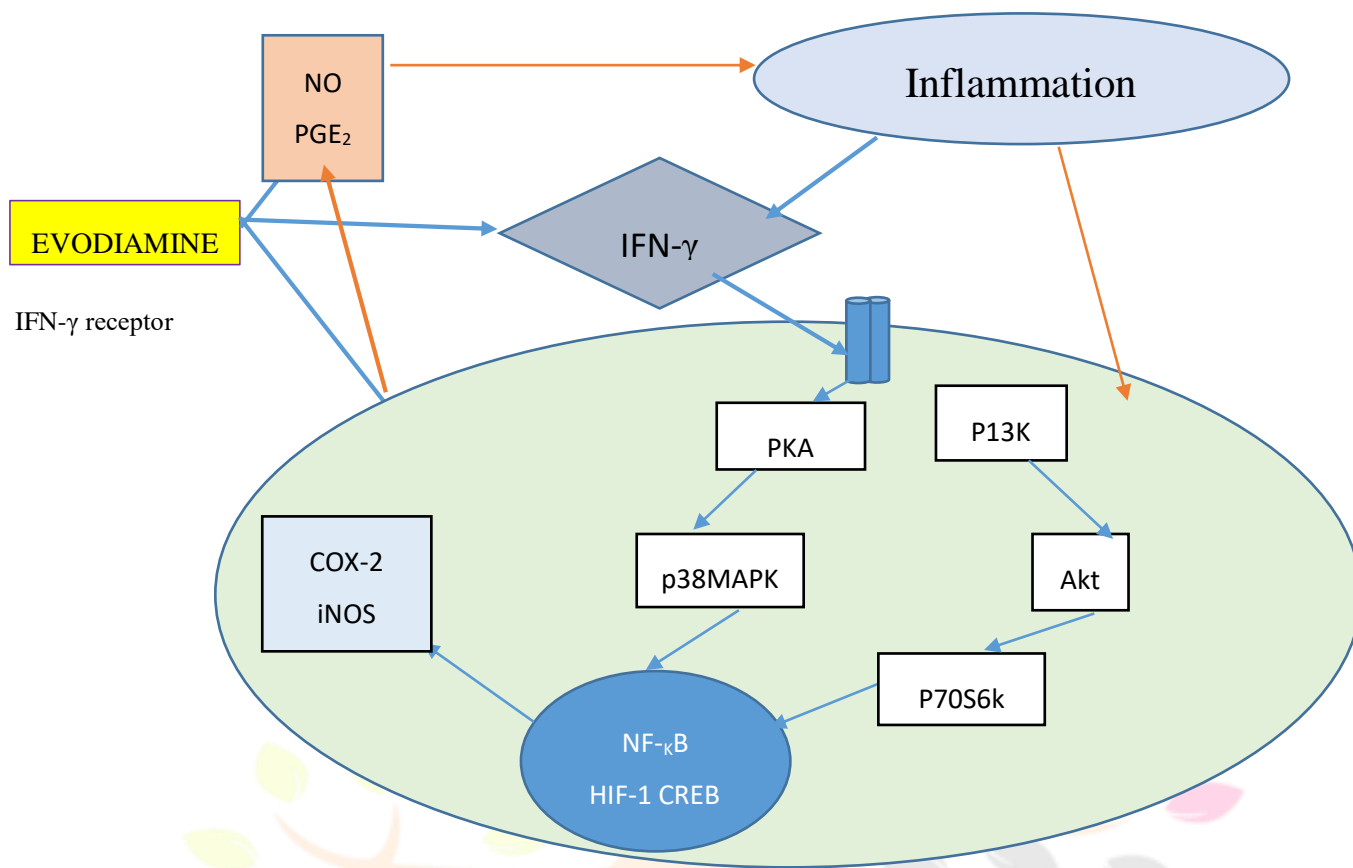 NO
PGE₂
Inflammation
EVODIAMINE
IFN-γ
IFN-γ receptor
PKA
P13K
COX-2
iNOS
p38MAPK
Akt
P70S6k
NF-κB
HIF-1 CREB